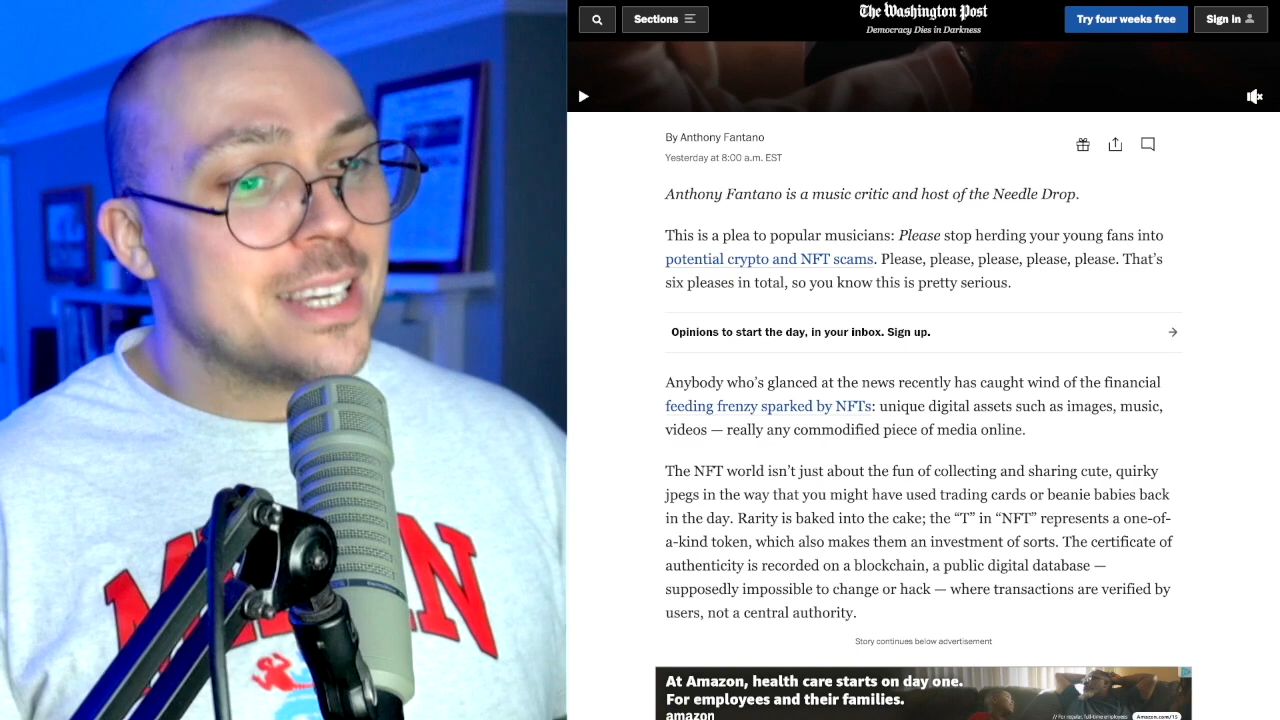 Sections
The Washington Post
Democracy Dies in Darkness
Try four weeks free
Sign in
By Anthony Fantano
Yesterday at 8:00 a.m. EST
Anthony Fantano is a music critic and host of the Needle Drop.
This is a plea to popular musicians: Please stop herding your young fans into
potential crypto and NFT scams. Please, please, please, please, please. That’s
six pleases in total, so you know this is pretty serious.
Opinions to start the day, in your inbox. Sign up.
Anybody who’s glanced at the news recently has caught wind of the financial
feeding frenzy sparked by NFTs: unique digital assets such as images, music,
videos — really any commodified piece of media online.
The NFT world isn’t just about the fun of collecting and sharing cute, quirky
jpegs in the way that you might have used trading cards or beanie babies back
in the day. Rarity is baked into the cake; the “T” in “NFT” represents a one-of-
a-kind token, which also makes them an investment of sorts. The certificate of
authenticity is recorded on a blockchain, a public digital database —
supposedly impossible to change or hack — where transactions are verified by
users, not a central authority.
Story continues below advertisement
At Amazon, health care starts on day one.
For employees and their families.
amazon
// For regular, full-time employees
Amazon.com/15